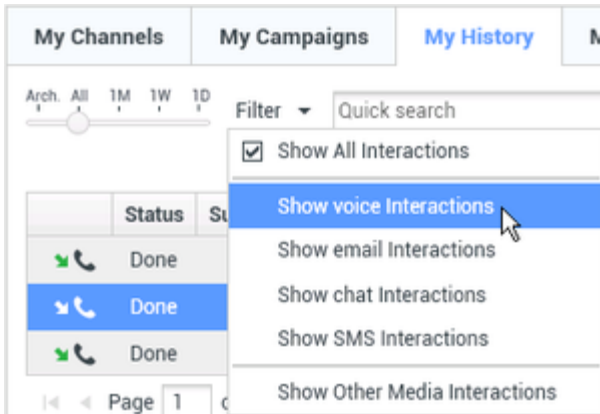 My Channels My Campaigns My History
Arch. All 1M 1W 1D
Filter Quick search
Show All Interactions
Show voice Interactions
Status
Show email Interactions
Done
Show chat Interactions
Done
Show SMS Interactions
Done
Show Other Media Interactions
Page 1